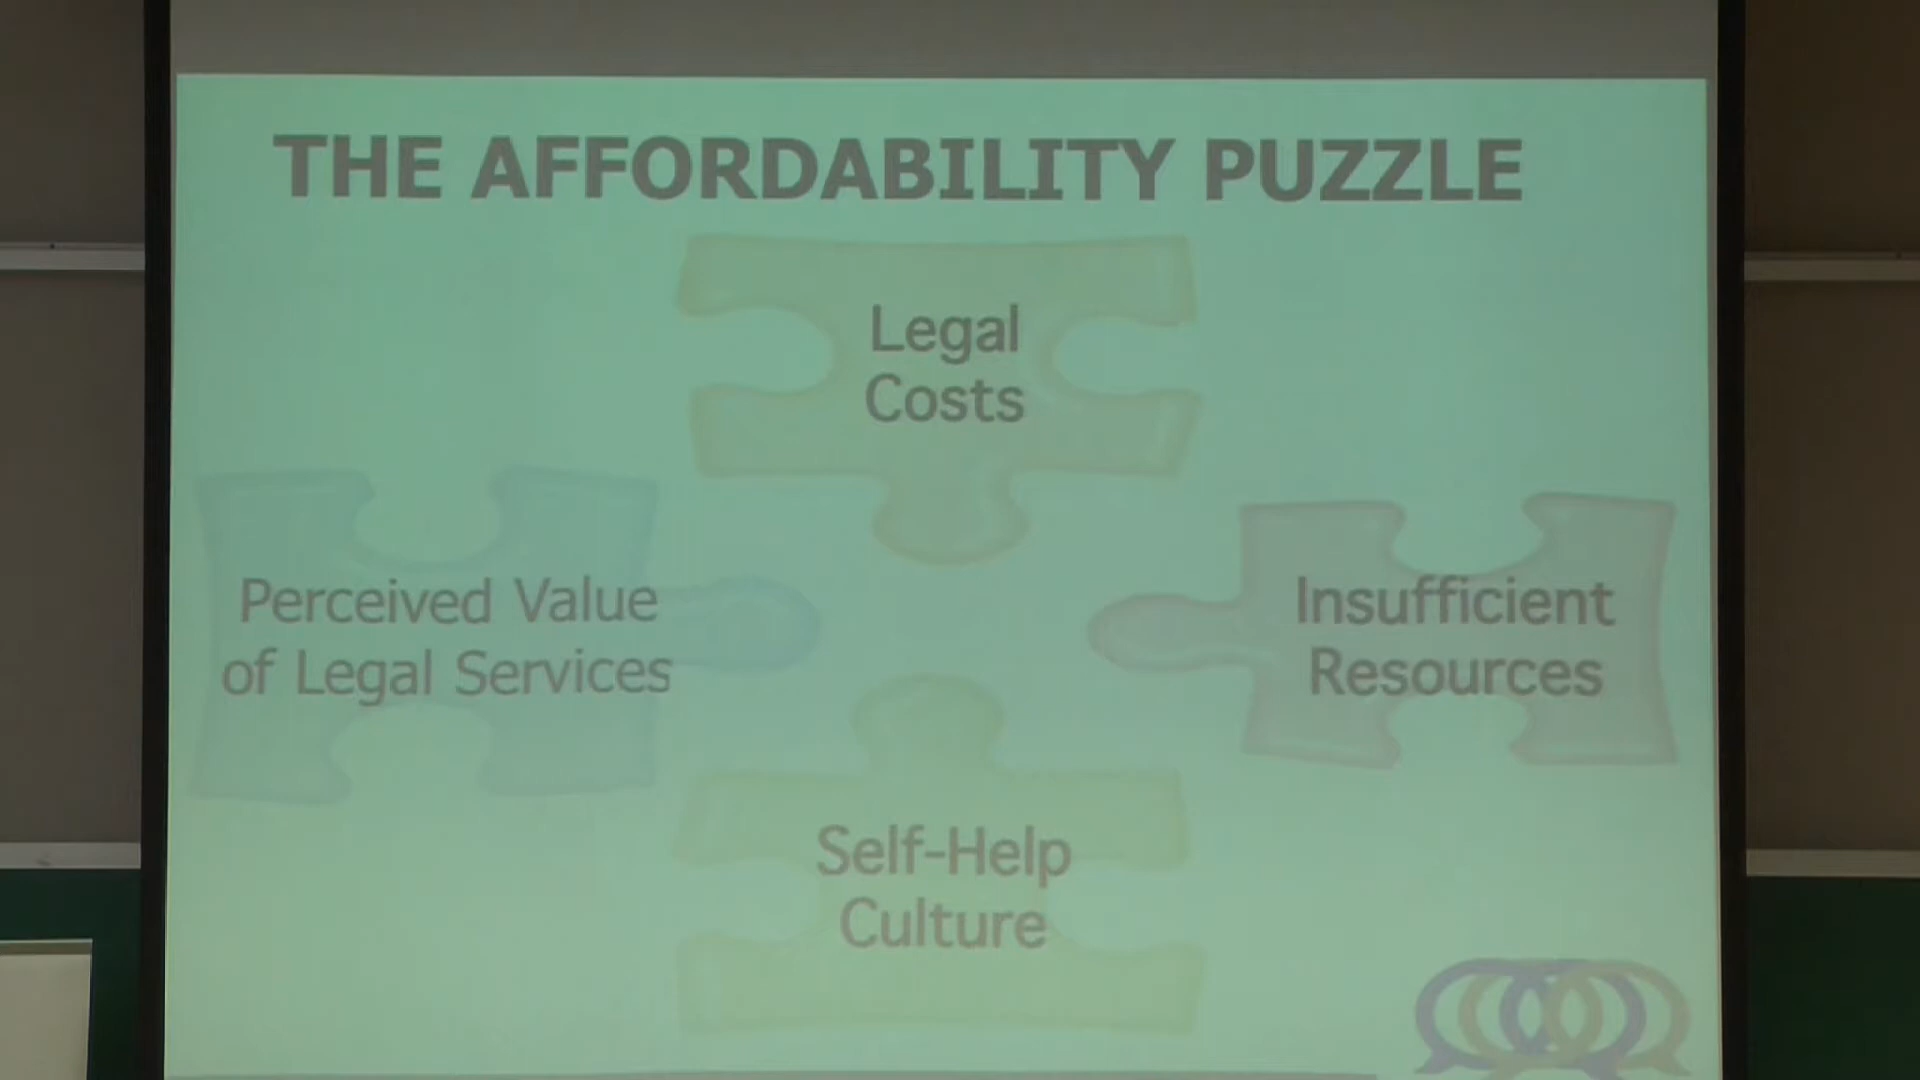 THE AFFORDABILITY PUZZLE
Legal
Costs
Perceived Value
of Legal Services
Insufficient
Resources
Self-Help
Culture